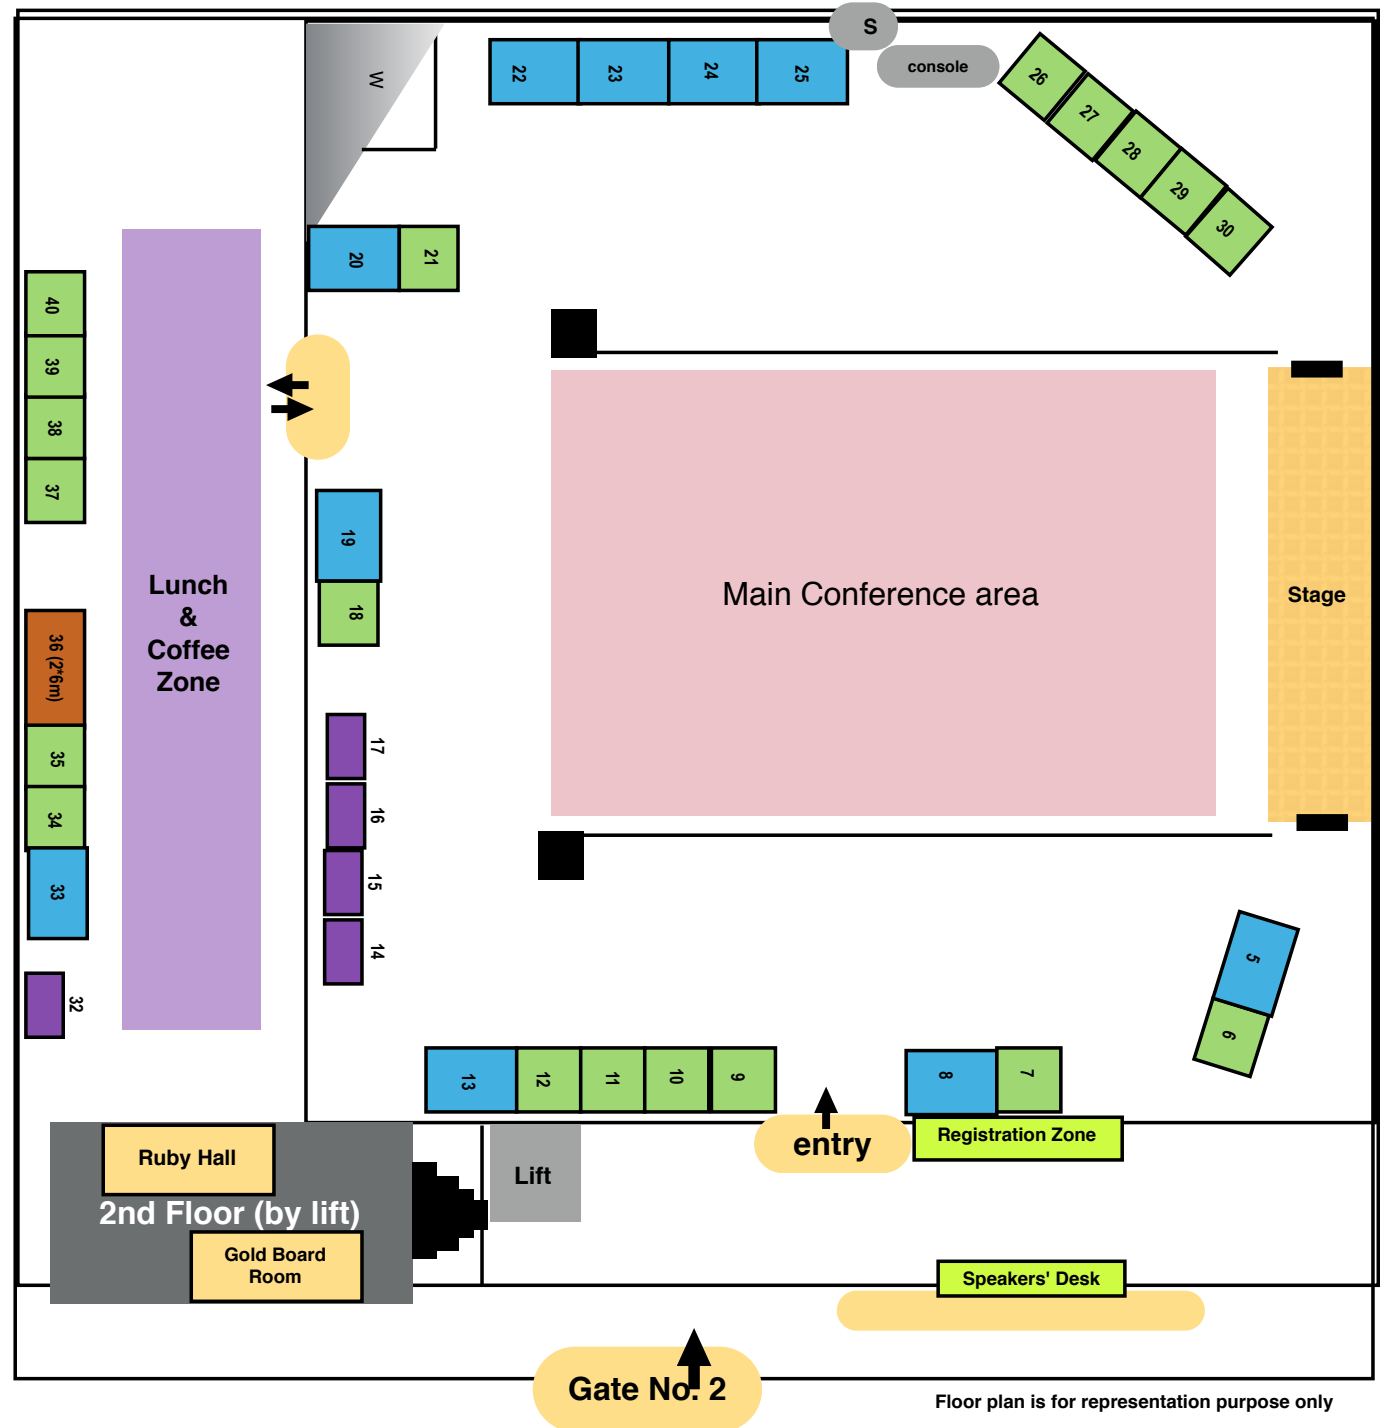 S
console
W
22
23
24
25
26
27
28
29
30
20
21
40
39
38
37
19
18
Lunch
&
Coffee
Zone
Main Conference area
Stage
36 (2*6m)
35
34
33
32
17
16
15
14
5
6
13
12
11
10
9
8
7
entry
Registration Zone
Ruby Hall
Lift
2nd Floor (by lift)
Gold Board
Room
Speakers' Desk
Gate No. 2
Floor plan is for representation purpose only